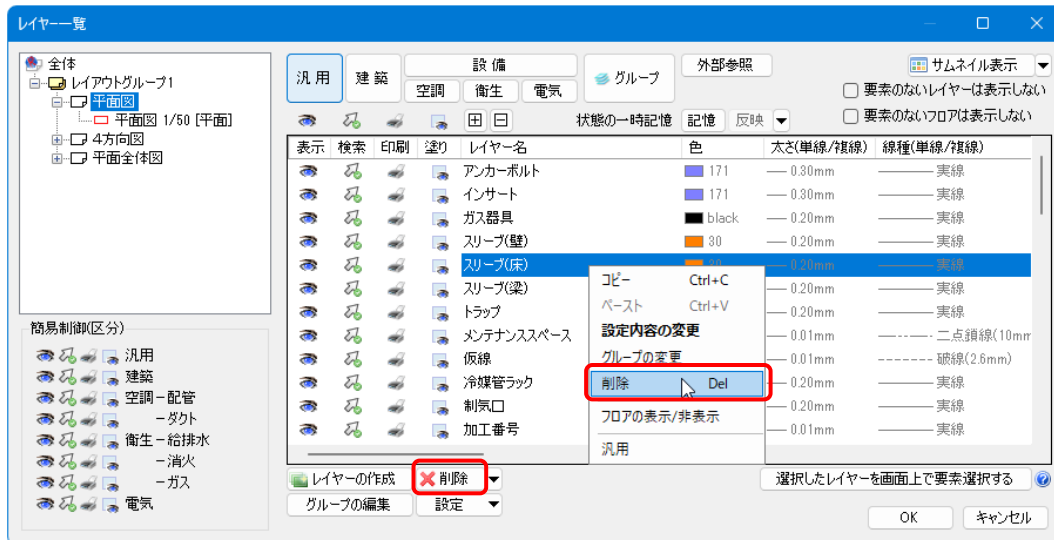 レイヤー一覧
全体
レイアウトグループ1
平面図
平面図 1/50 [平面]
4方向図
平面全体図
簡易制御(区分)
汎用
建築
空調－配管
－ダクト
衛生－給排水
－消火
－ガス
電気
汎用 建築 設備 グループ 外部参照 サムネイル表示
空調 衛生 電気
要素のないレイヤーは表示しない
状態の一時記憶 記憶 反映 要素のないフロアは表示しない
表示 検索 印刷 塗り レイヤー名 色 太さ(単線/複線) 線種(単線/複線)
アンカーボルト 171 0.30mm 実線
インサート 171 0.30mm 実線
ガス器具 black 0.20mm 実線
スリーブ(壁) 30 0.20mm 実線
スリーブ(床) 30 0.20mm 実線
スリーブ(梁) 0.20mm 実線
トラップ 0.20mm 実線
メンテナンススペース 0.01mm 二点鎖線(10mm
仮線 0.01mm 破線(2.6mm)
冷媒管ラック 0.20mm 実線
制気口 0.20mm 実線
加工番号 0.01mm 実線
コピー Ctrl+C
ペースト Ctrl+V
設定内容の変更
グループの変更
削除 Del
フロアの表示/非表示
汎用
レイヤーの作成 削除 選択したレイヤーを画面上で要素選択する
グループの編集 設定
OK キャンセル